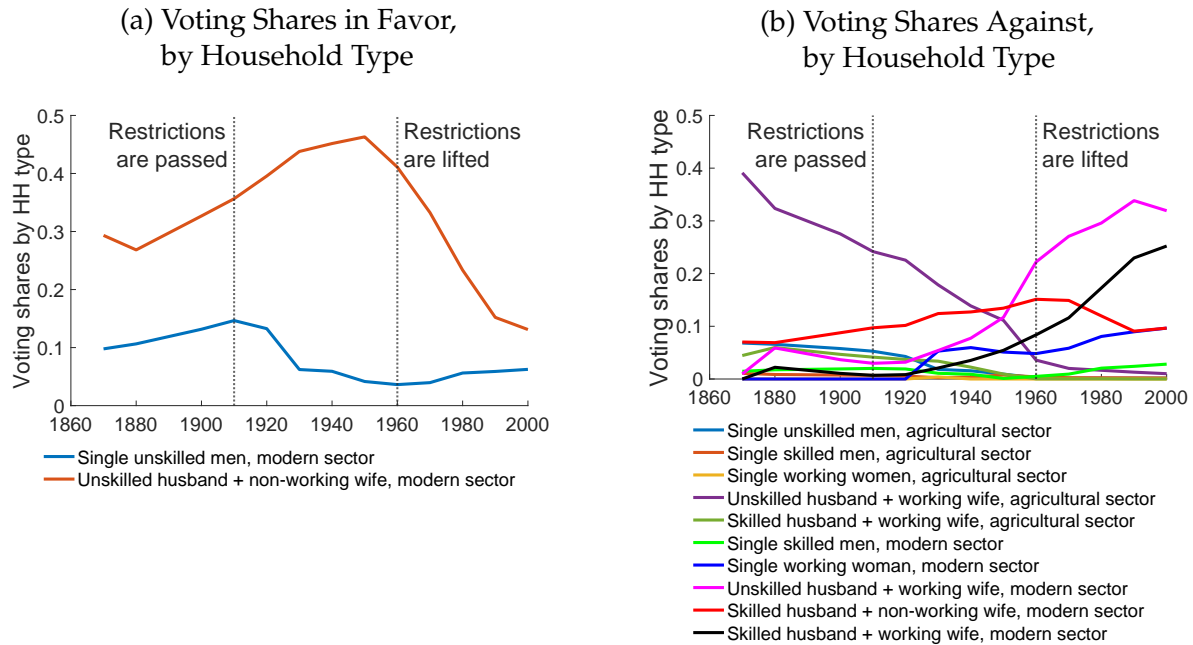 (a) Voting Shares in Favor,
by Household Type
Voting shares by HH type
0.5
0.4
0.3
0.2
0.1
0
Restrictions
are passed
Restrictions
are lifted
1860 1880 1900 1920 1940 1960 1980 2000
Single unskilled men, modern sector
Unskilled husband + non-working wife, modern sector
(b) Voting Shares Against,
by Household Type
Voting shares by HH type
0.5
0.4
0.3
0.2
0.1
0
Restrictions
are passed
Restrictions
are lifted
1860 1880 1900 1920 1940 1960 1980 2000
Single unskilled men, agricultural sector
Single skilled men, agricultural sector
Single working women, agricultural sector
Unskilled husband + working wife, agricultural sector
Skilled husband + working wife, agricultural sector
Single skilled men, modern sector
Single working woman, modern sector
Unskilled husband + working wife, modern sector
Skilled husband + non-working wife, modern sector
Skilled husband + working wife, modern sector